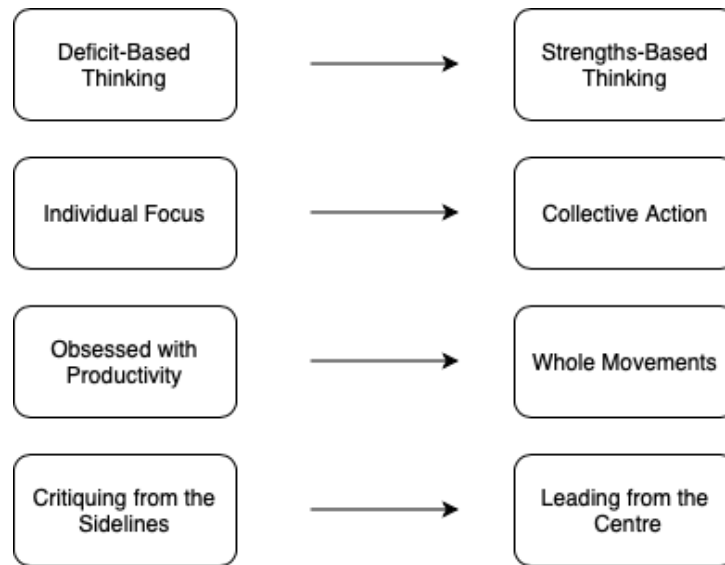 Deficit-Based
Thinking
Strengths-Based
Thinking
Individual Focus
Collective Action
Obsessed with
Productivity
Whole Movements
Critiquing from the
Sidelines
Leading from the
Centre